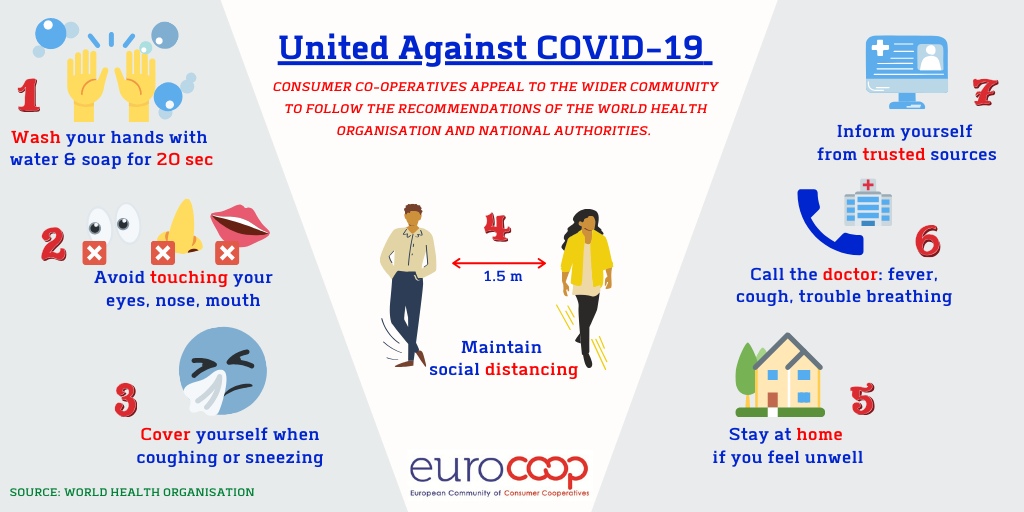 United Against COVID-19
CONSUMER CO-OPERATIVES APPEAL TO THE WIDER COMMUNITY
TO FOLLOW THE RECOMMENDATIONS OF THE WORLD HEALTH
ORGANISATION AND NATIONAL AUTHORITIES.
1
Wash your hands with
water & soap for 20 sec
2
Avoid touching your
eyes, nose, mouth
3
Cover yourself when
coughing or sneezing
4
1.5 m
Maintain
social distancing
5
Stay at home
if you feel unwell
6
Call the doctor: fever,
cough, trouble breathing
7
Inform yourself
from trusted sources
eurocoop
European Community of Consumer Cooperatives
SOURCE: WORLD HEALTH ORGANISATION